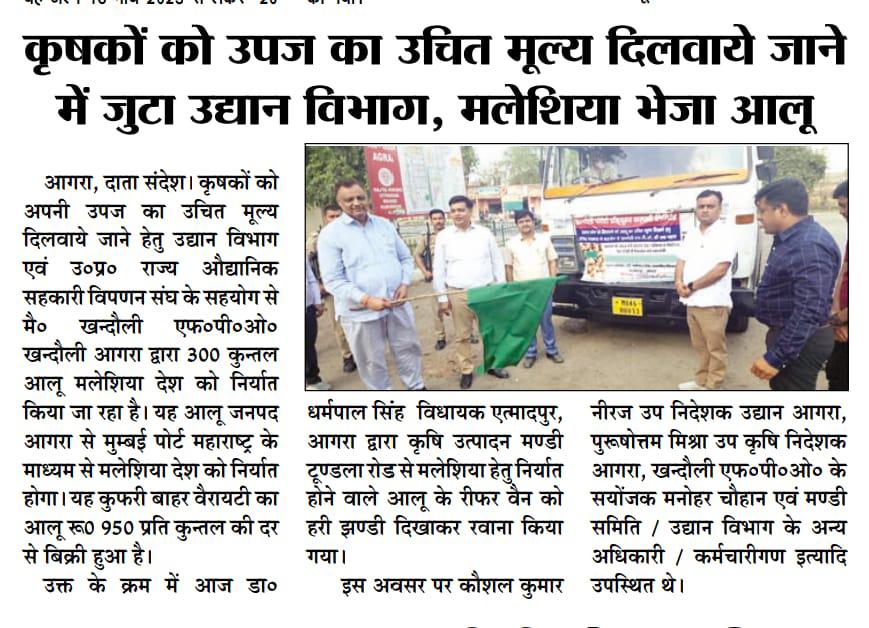 कृषकों को उपज का उचित मूल्य दिलवाये जाने
में जुटा उद्यान विभाग, मलेशिया भेजा आलू
आगरा, दाता संदेश। कृषकों को
अपनी उपज का उचित मूल्य
दिलवाये जाने हेतु उद्यान विभाग
एवं उ०प्र० राज्य औद्यानिक
सहकारी विपणन संघ के सहयोग से
मै० खन्दौली एफ०पी०ओ०
खन्दौली आगरा द्वारा 300 कुन्तल
आलू मलेशिया देश को निर्यात
किया जा रहा है। यह आलू जनपद
आगरा से मुम्बई पोर्ट महाराष्ट्र के
माध्यम से मलेशिया देश को निर्यात
होगा। यह कुफरी बाहर वैरायटी का
आलू रू0 950 प्रति कुन्तल की दर
से बिक्री हुआ है।
उक्त के क्रम में आज डा०
AGRA
MH46
धर्मपाल सिंह विधायक एत्मादपुर,
आगरा द्वारा कृषि उत्पादन मण्डी
टूण्डला रोड से मलेशिया हेतु निर्यात
होने वाले आलू के रीफर वैन को
हरी झण्डी दिखाकर रवाना किया
गया।
इस अवसर पर कौशल कुमार
नीरज उप निदेशक उद्यान आगरा,
पुरूषोत्तम मिश्रा उप कृषि निदेशक
आगरा, खन्दौली एफ०पी०ओ० के
सयोंजक मनोहर चौहान एवं मण्डी
समिति / उद्यान विभाग के अन्य
अधिकारी / कर्मचारीगण इत्यादि
उपस्थित थे।